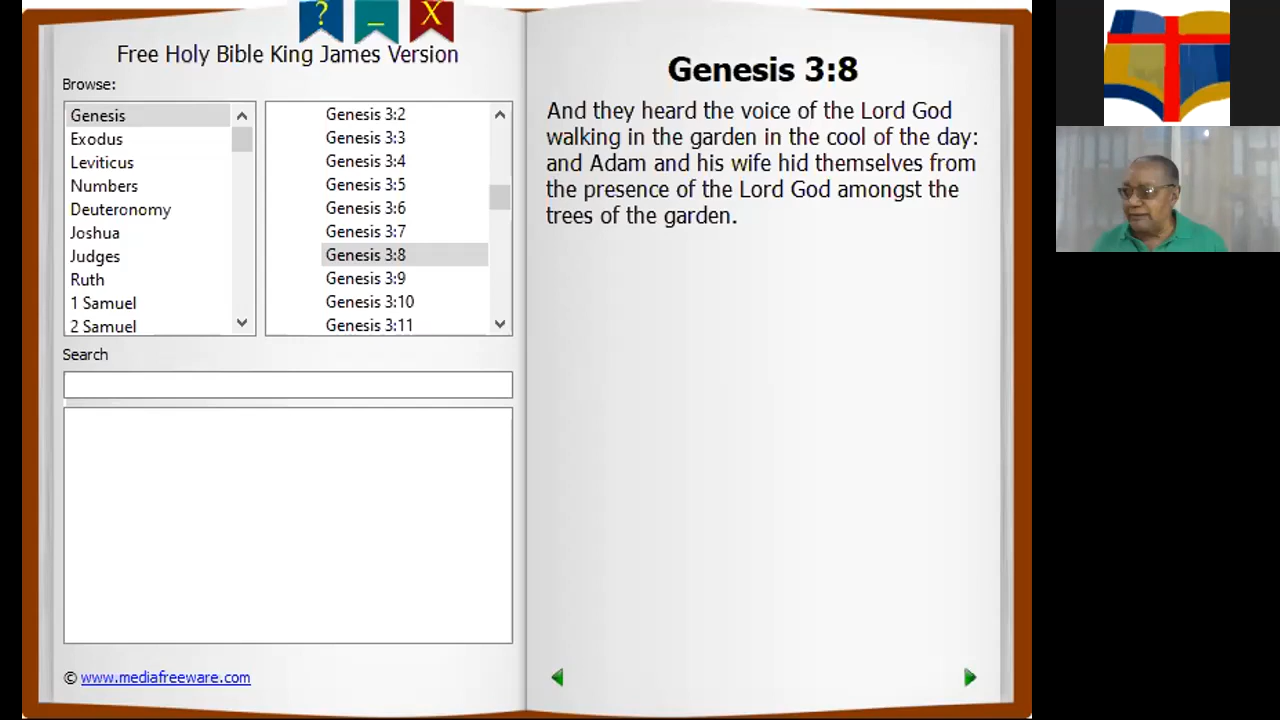 ? _ X
Free Holy Bible King James Version
Browse:
Genesis
Exodus
Leviticus
Numbers
Deuteronomy
Joshua
Judges
Ruth
1 Samuel
2 Samuel
Genesis 3:2
Genesis 3:3
Genesis 3:4
Genesis 3:5
Genesis 3:6
Genesis 3:7
Genesis 3:8
Genesis 3:9
Genesis 3:10
Genesis 3:11
Search
© www.mediafreeware.com
Genesis 3:8
And they heard the voice of the Lord God
walking in the garden in the cool of the day:
and Adam and his wife hid themselves from
the presence of the Lord God amongst the
trees of the garden.